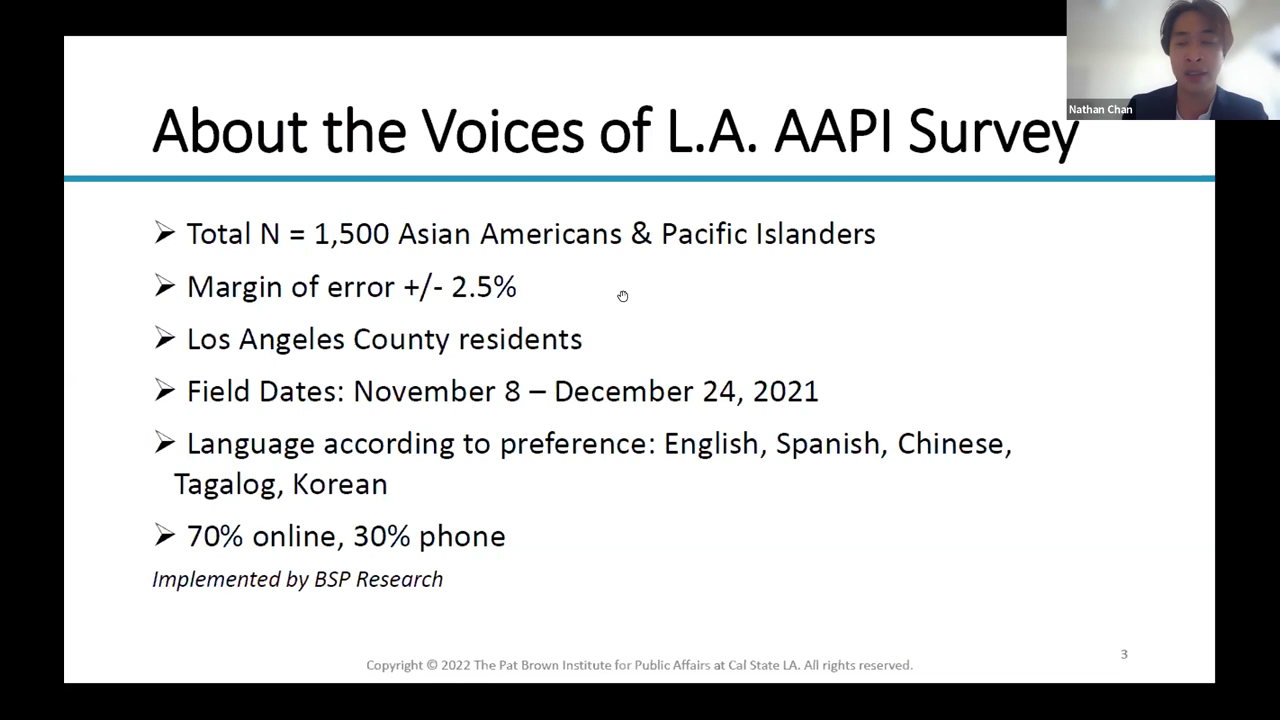 About the Voices of L.A. AAPI Survey
Nathan Chan
➢ Total N = 1,500 Asian Americans & Pacific Islanders
➢ Margin of error +/- 2.5%
➢ Los Angeles County residents
➢ Field Dates: November 8 – December 24, 2021
➢ Language according to preference: English, Spanish, Chinese,
Tagalog, Korean
➢ 70% online, 30% phone
Implemented by BSP Research
3
Copyright © 2022 The Pat Brown Institute for Public Affairs at Cal State LA. All rights reserved.